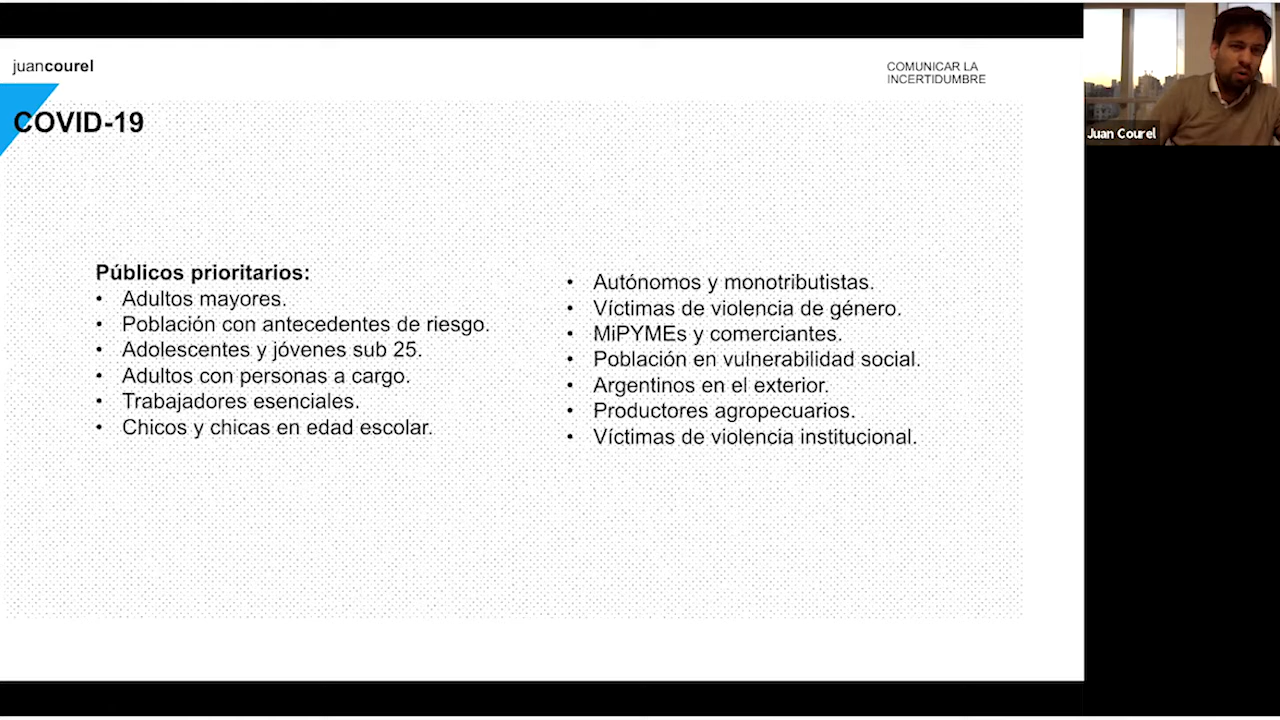 juancourel
COMUNICAR LA
INCERTIDUMBRE
COVID-19
Públicos prioritarios:
• Adultos mayores.
• Población con antecedentes de riesgo.
• Adolescentes y jóvenes sub 25.
• Adultos con personas a cargo.
• Trabajadores esenciales.
• Chicos y chicas en edad escolar.
• Autónomos y monotributistas.
• Víctimas de violencia de género.
• MiPYMEs y comerciantes.
• Población en vulnerabilidad social.
• Argentinos en el exterior.
• Productores agropecuarios.
• Víctimas de violencia institucional.
Juan Courel